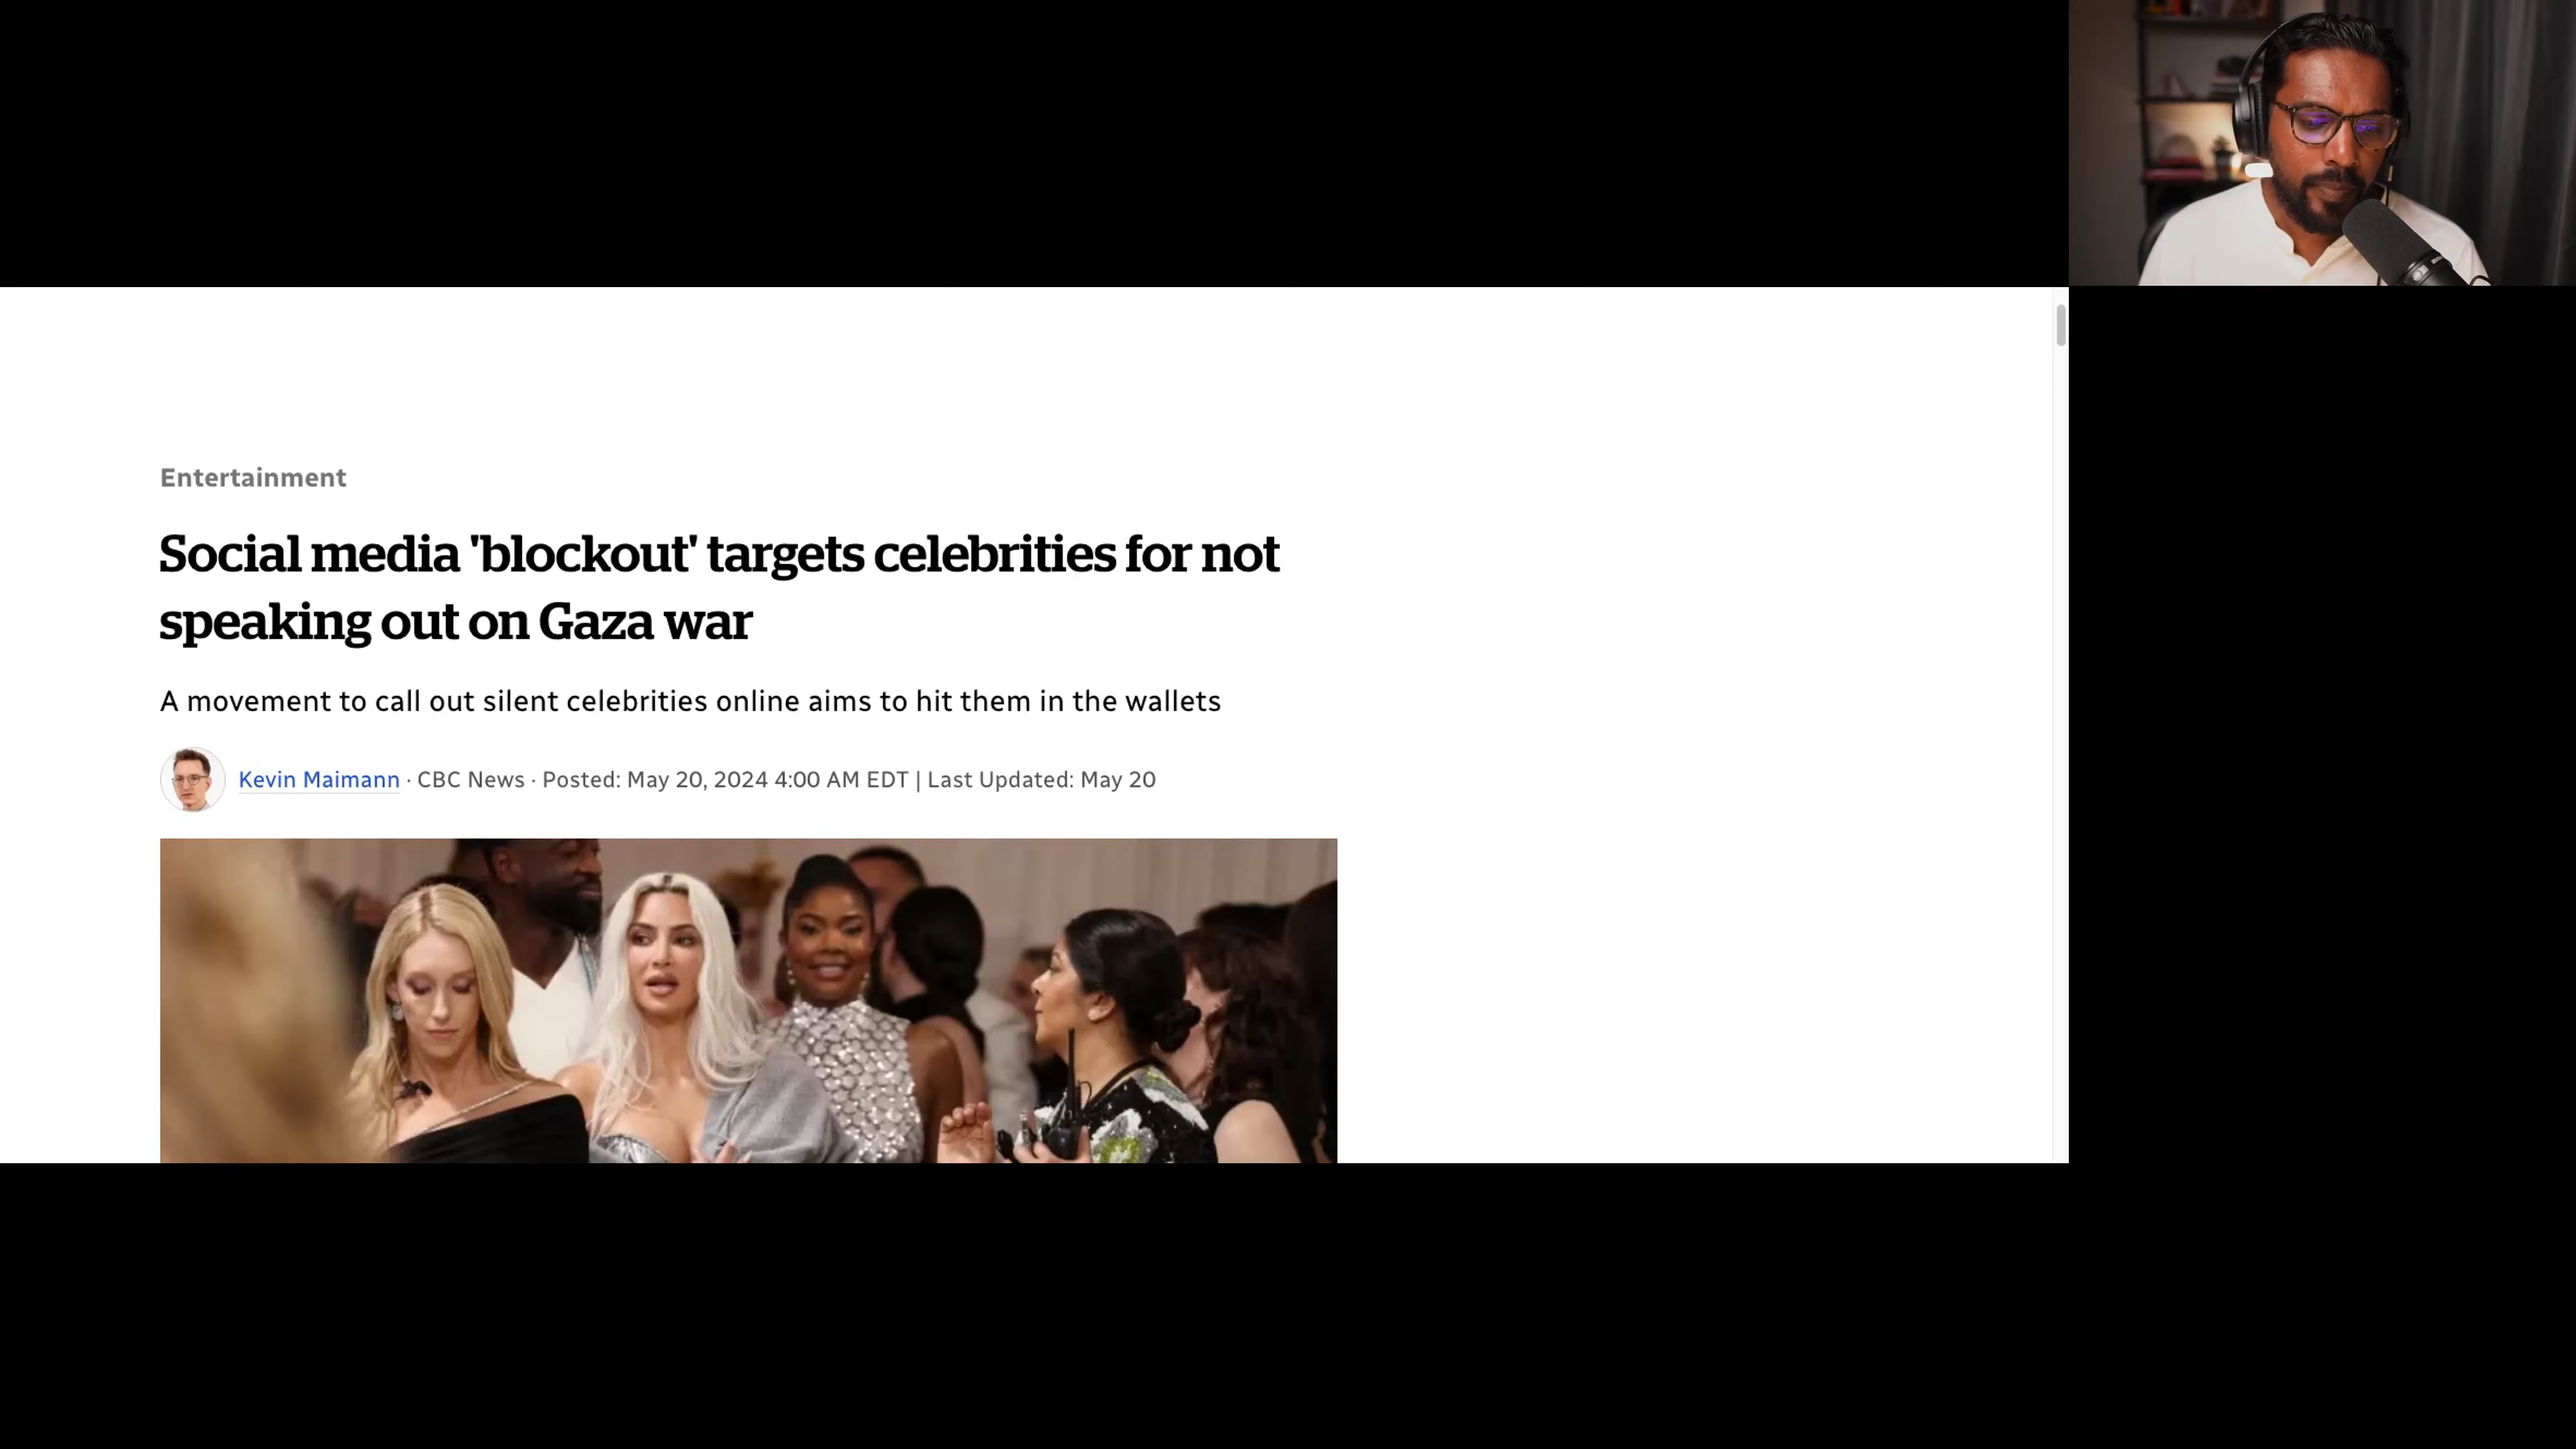 Entertainment
Social media 'blockout' targets celebrities for not
speaking out on Gaza war
A movement to call out silent celebrities online aims to hit them in the wallets
Kevin Maimann · CBC News · Posted: May 20, 2024 4:00 AM EDT | Last Updated: May 20